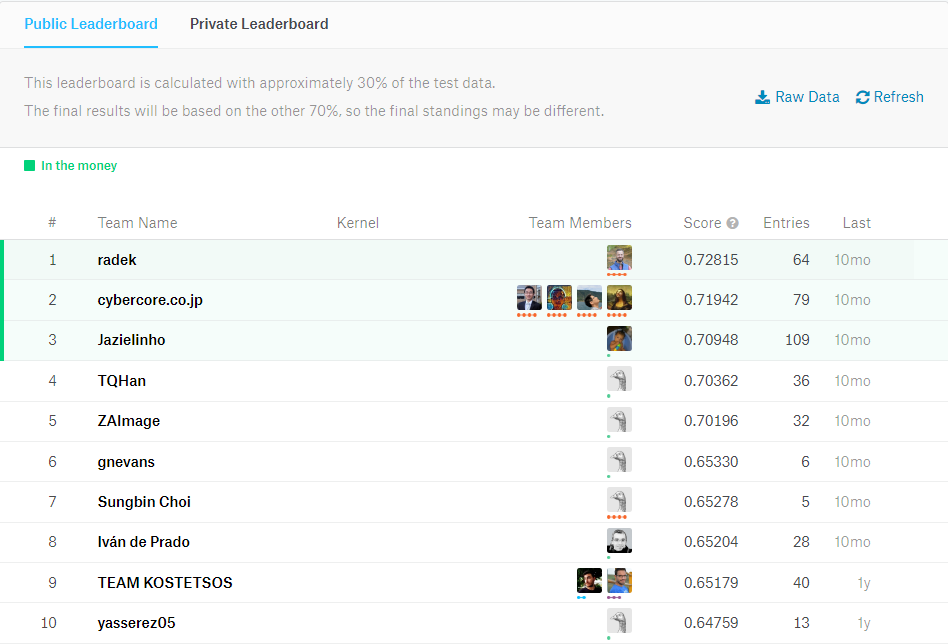 Public Leaderboard Private Leaderboard
This leaderboard is calculated with approximately 30% of the test data.
The final results will be based on the other 70%, so the final standings may be different.
Raw Data Refresh
In the money
# Team Name Kernel Team Members Score ? Entries Last
1 radek 0.72815 64 10mo
2 cybercore.co.jp 0.71942 79 10mo
3 Jazielinho 0.70948 109 10mo
4 TQHan 0.70362 36 10mo
5 ZAImage 0.70196 32 10mo
6 gnevans 0.65330 6 10mo
7 Sungbin Choi 0.65278 5 10mo
8 Iván de Prado 0.65204 28 10mo
9 TEAM KOSTETSOS 0.65179 40 1y
10 yasserez05 0.64759 13 1y